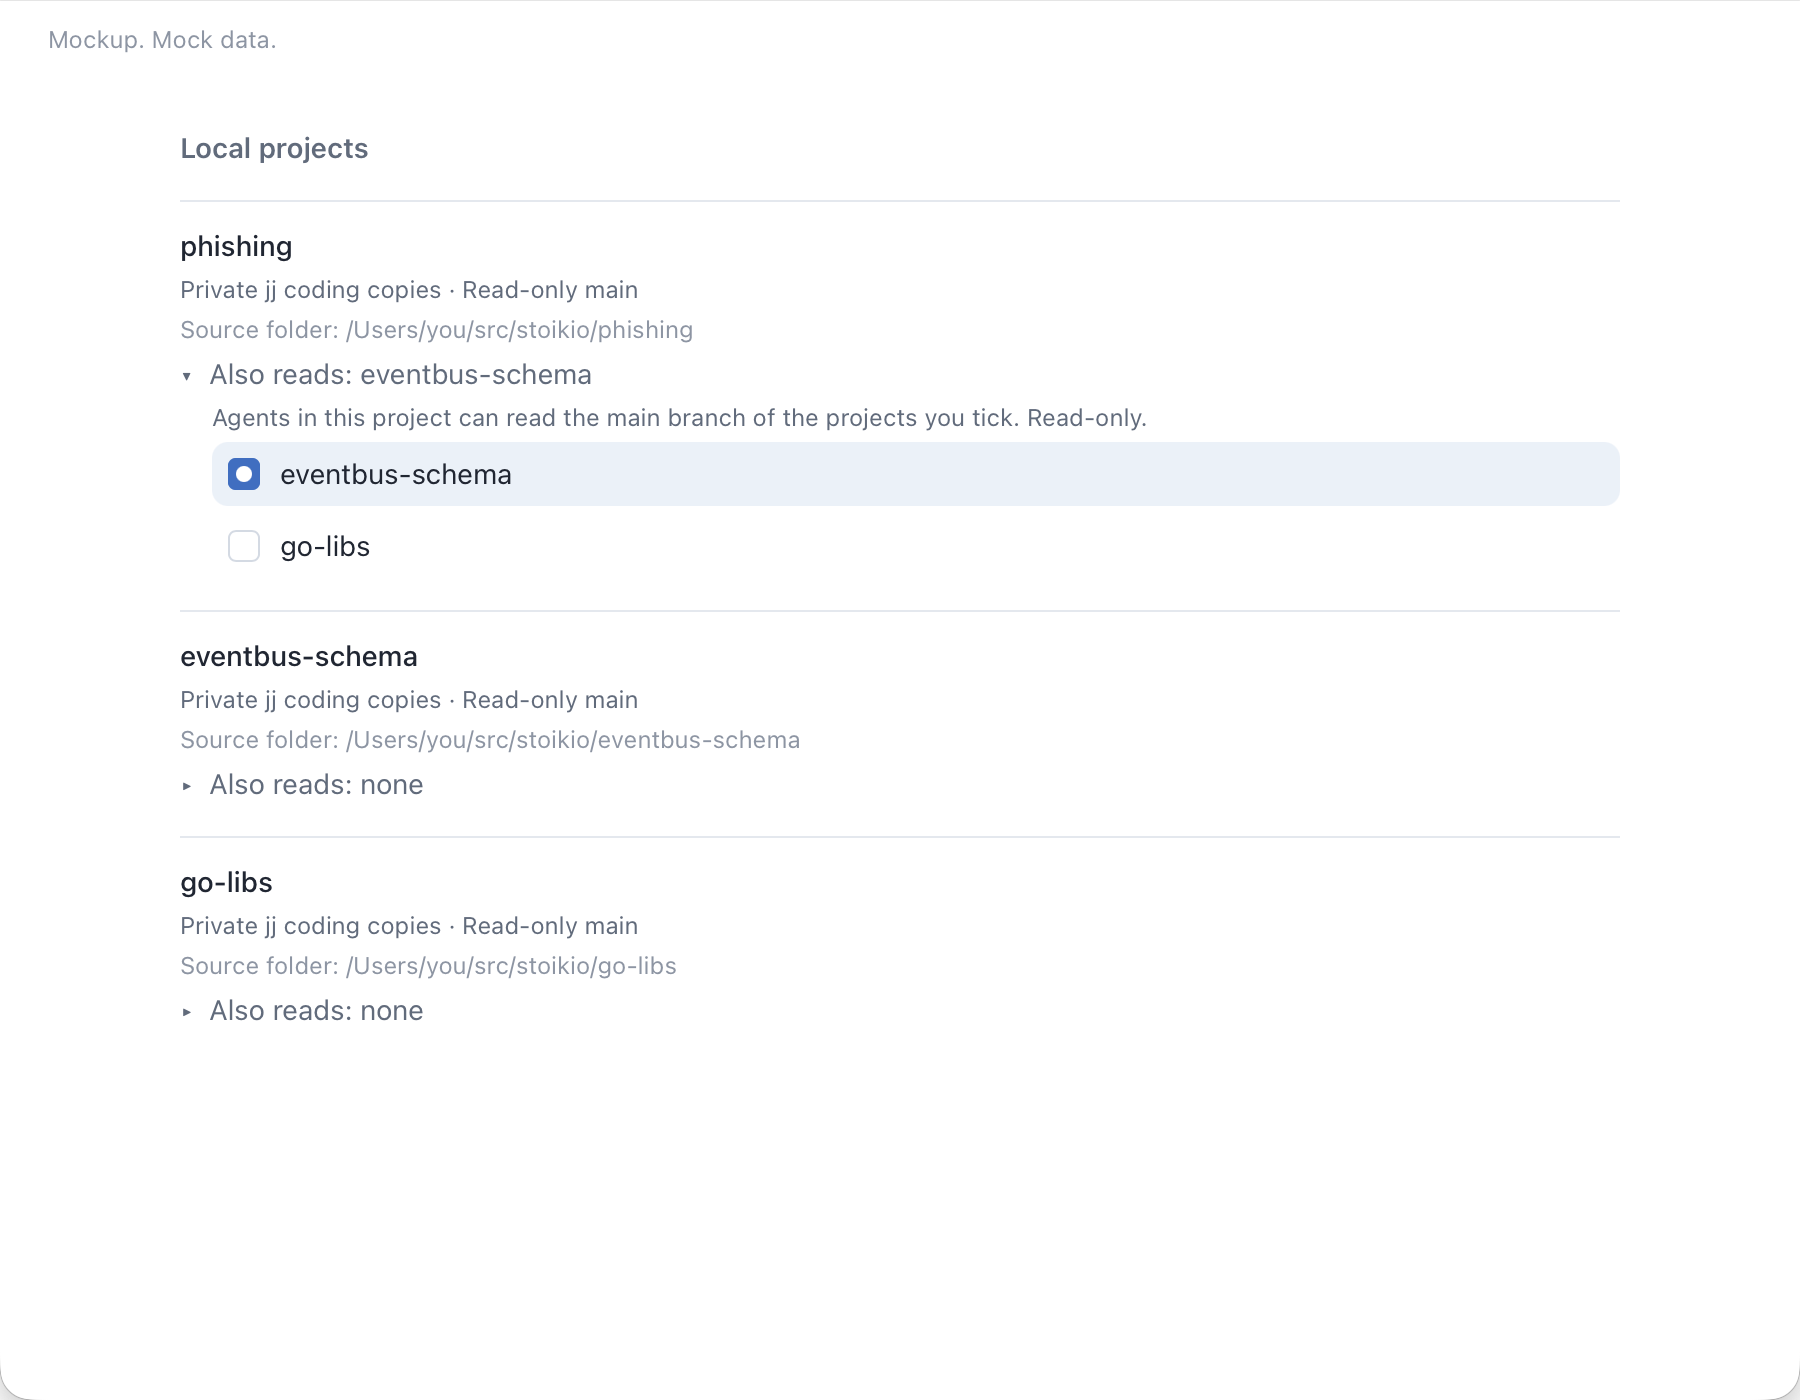 Mockup. Mock data.
Local projects
phishing
Private jj coding copies · Read-only main
Source folder: /Users/you/src/stoikio/phishing
▾ Also reads: eventbus-schema
Agents in this project can read the main branch of the projects you tick. Read-only.
eventbus-schema
go-libs
eventbus-schema
Private jj coding copies · Read-only main
Source folder: /Users/you/src/stoikio/eventbus-schema
▸ Also reads: none
go-libs
Private jj coding copies · Read-only main
Source folder: /Users/you/src/stoikio/go-libs
▸ Also reads: none